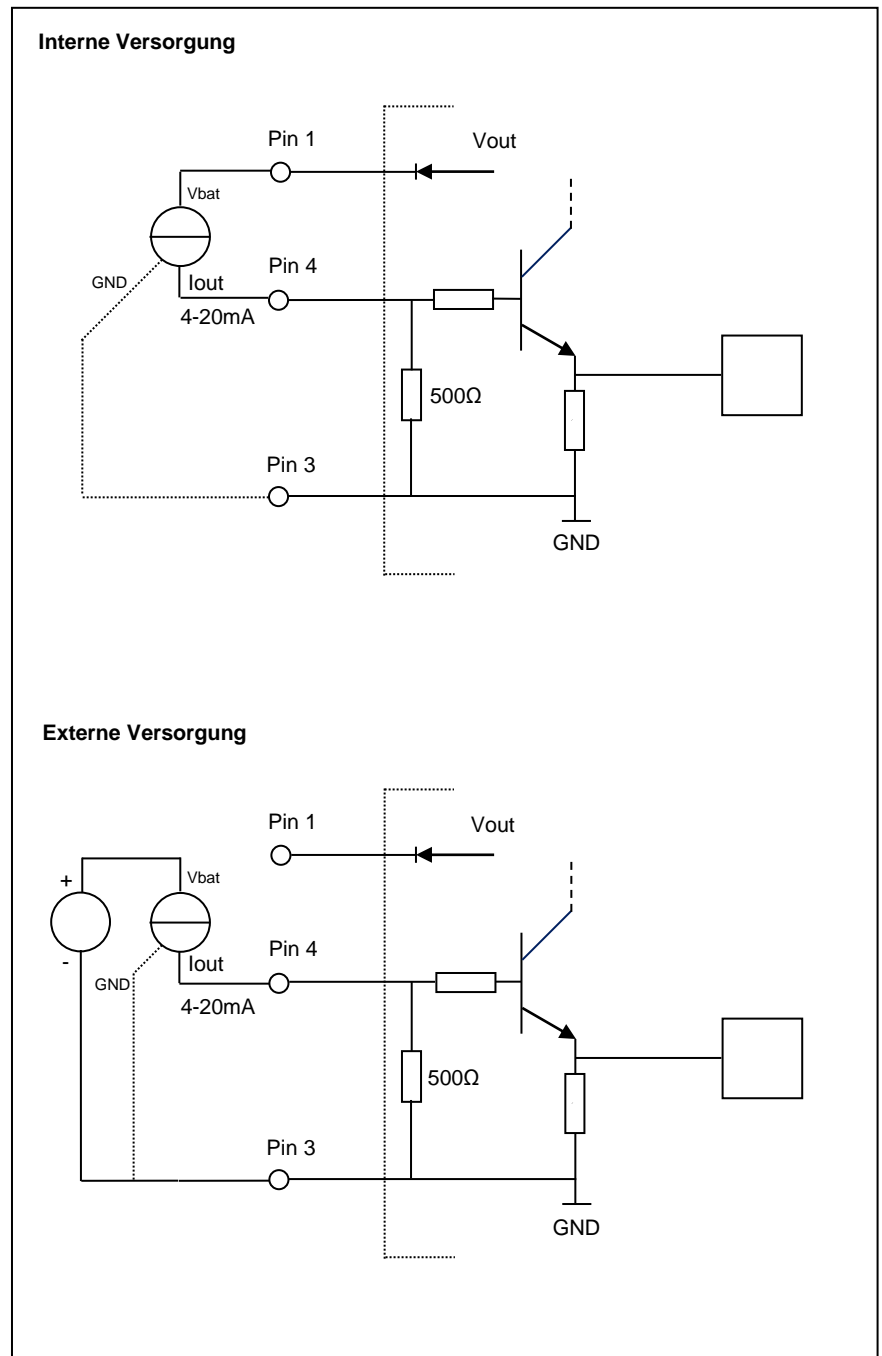 Interne Versorgung
Pin 1
Vout
Vbat
Pin 4
GND
Iout
4-20mA
500Ω
Pin 3
GND
Externe Versorgung
Pin 1
Vout
+
Vbat
Pin 4
-
Iout
GND
4-20mA
500Ω
Pin 3
GND